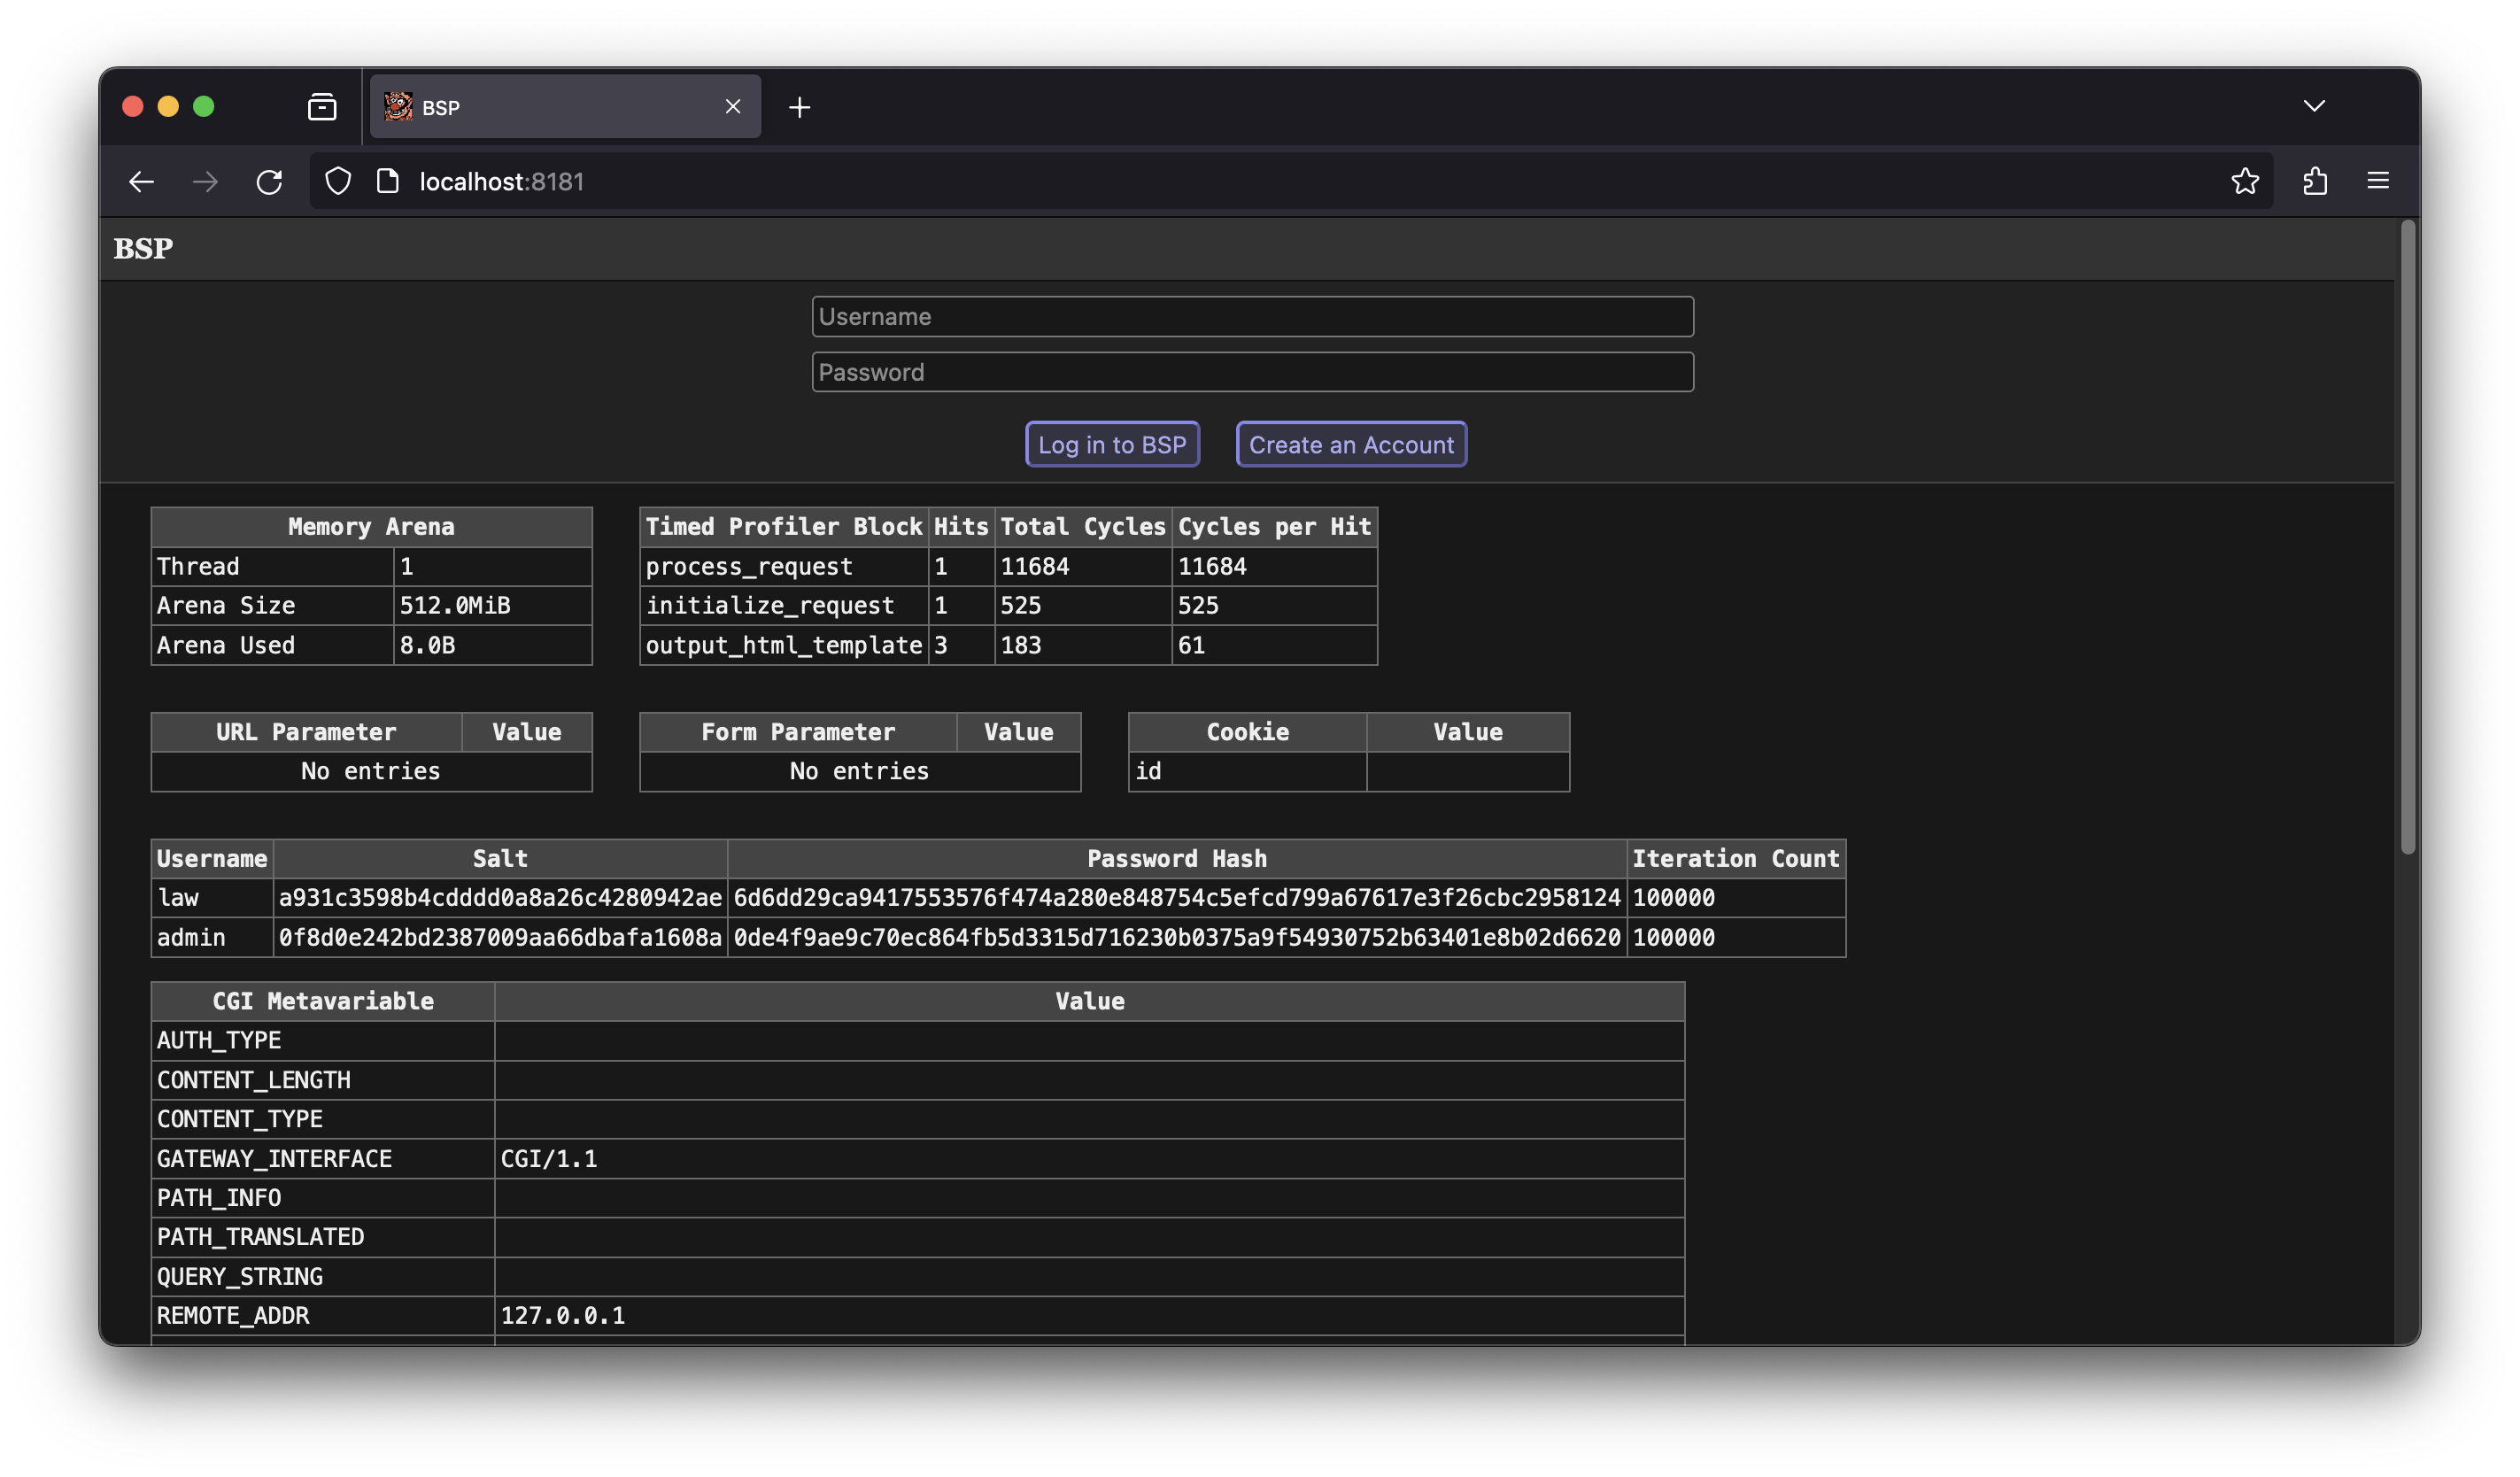 BSP
localhost:8181
BSP
Username
Password
Log in to BSP Create an Account
Memory Arena
Thread 1
Arena Size 512.0MiB
Arena Used 8.0B
Timed Profiler Block Hits Total Cycles Cycles per Hit
process_request 1 11684 11684
initialize_request 1 525 525
output_html_template 3 183 61
URL Parameter Value
No entries
Form Parameter Value
No entries
Cookie Value
id
Username Salt Password Hash Iteration Count
law a931c3598b4cdddd0a8a26c4280942ae 6d6dd29ca9417553576f474a280e848754c5efcd799a67617e3f26cbc2958124 100000
admin 0f8d0e242bd2387009aa66dbafa1608a 0de4f9ae9c70ec864fb5d3315d716230b0375a9f54930752b63401e8b02d6620 100000
CGI Metavariable Value
AUTH_TYPE
CONTENT_LENGTH
CONTENT_TYPE
GATEWAY_INTERFACE CGI/1.1
PATH_INFO
PATH_TRANSLATED
QUERY_STRING
REMOTE_ADDR 127.0.0.1